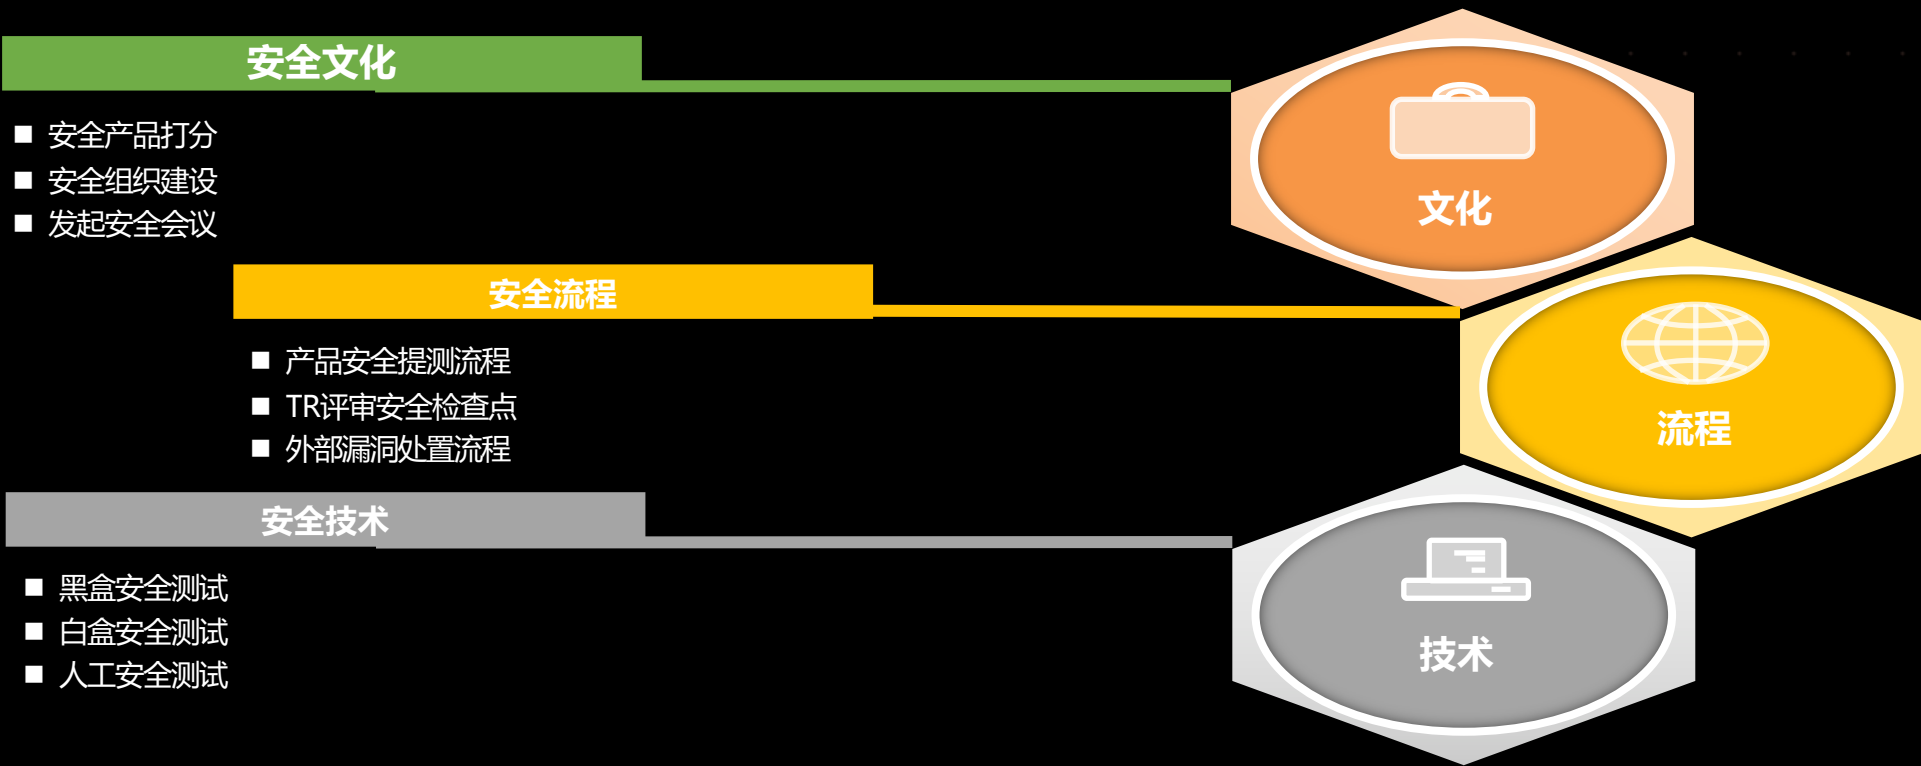 安全文化
安全产品打分
安全组织建设
发起安全会议
文化
安全流程
产品安全提测流程
TR评审安全检查点
外部漏洞处置流程
流程
安全技术
黑盒安全测试
白盒安全测试
人工安全测试
技术